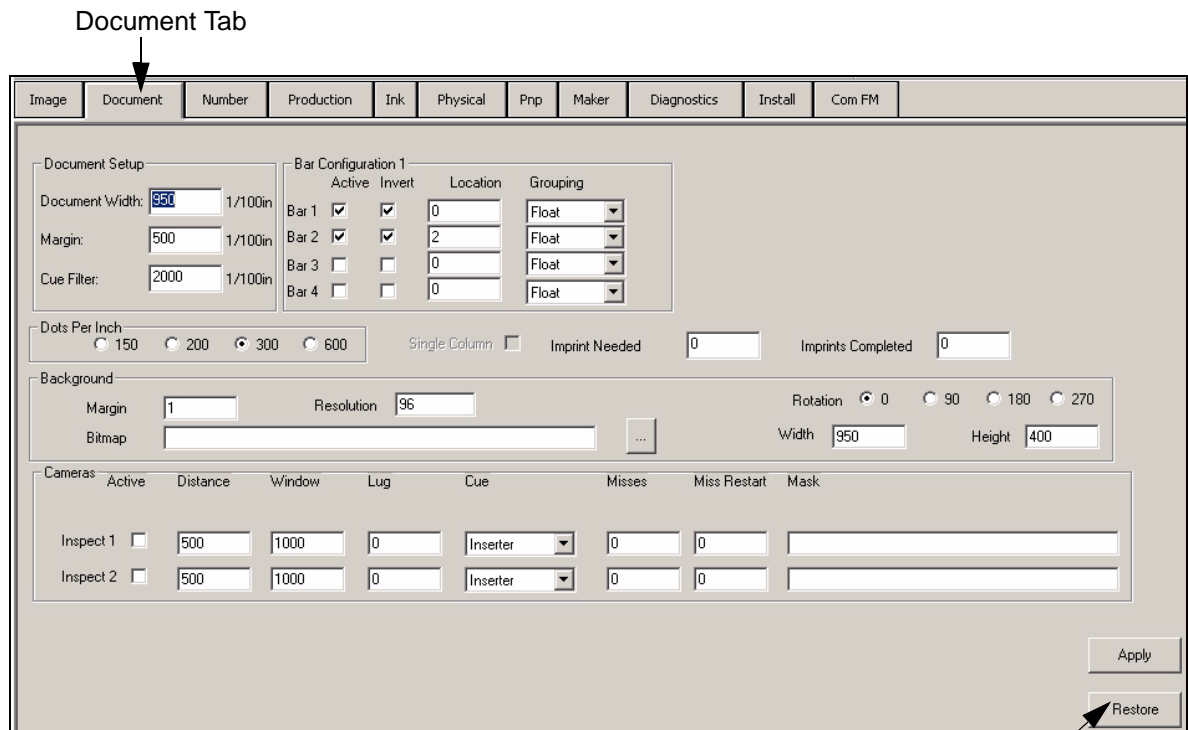 Document Tab
Image Document Number Production Ink Physical Pnp Maker Diagnostics Install Com FM
Document Setup
Document Width: 950 1/100in
Margin: 500 1/100in
Cue Filter: 2000 1/100in
Bar Configuration 1
Active Invert Location Grouping
Bar 1 0 Float
Bar 2 2 Float
Bar 3 0 Float
Bar 4 0 Float
Dots Per Inch
150 200 300 600
Single Column Imprint Needed 0 Imprints Completed 0
Background
Margin 1 Resolution 96 Rotation 0 90 180 270
Bitmap ... Width 950 Height 400
Cameras
Active Distance Window Lug Cue Misses Miss Restart Mask
Inspect 1 500 1000 0 Inserter 0 0
Inspect 2 500 1000 0 Inserter 0 0
Apply
Restore